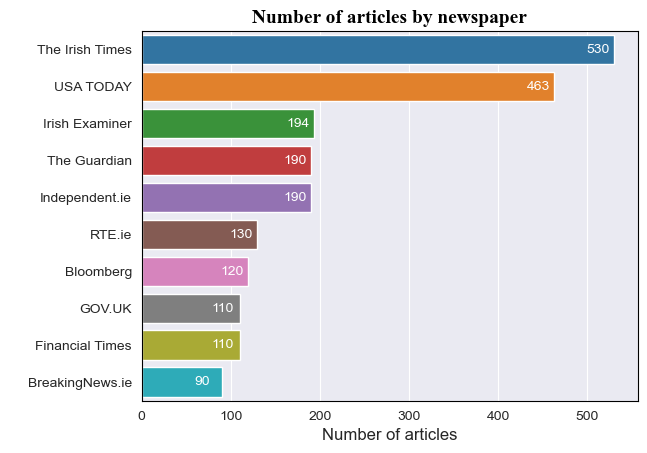 Number of articles by newspaper
The Irish Times 530
USA TODAY 463
Irish Examiner 194
The Guardian 190
Independent.ie 190
RTE.ie 130
Bloomberg 120
GOV.UK 110
Financial Times 110
BreakingNews.ie 90
0 100 200 300 400 500
Number of articles